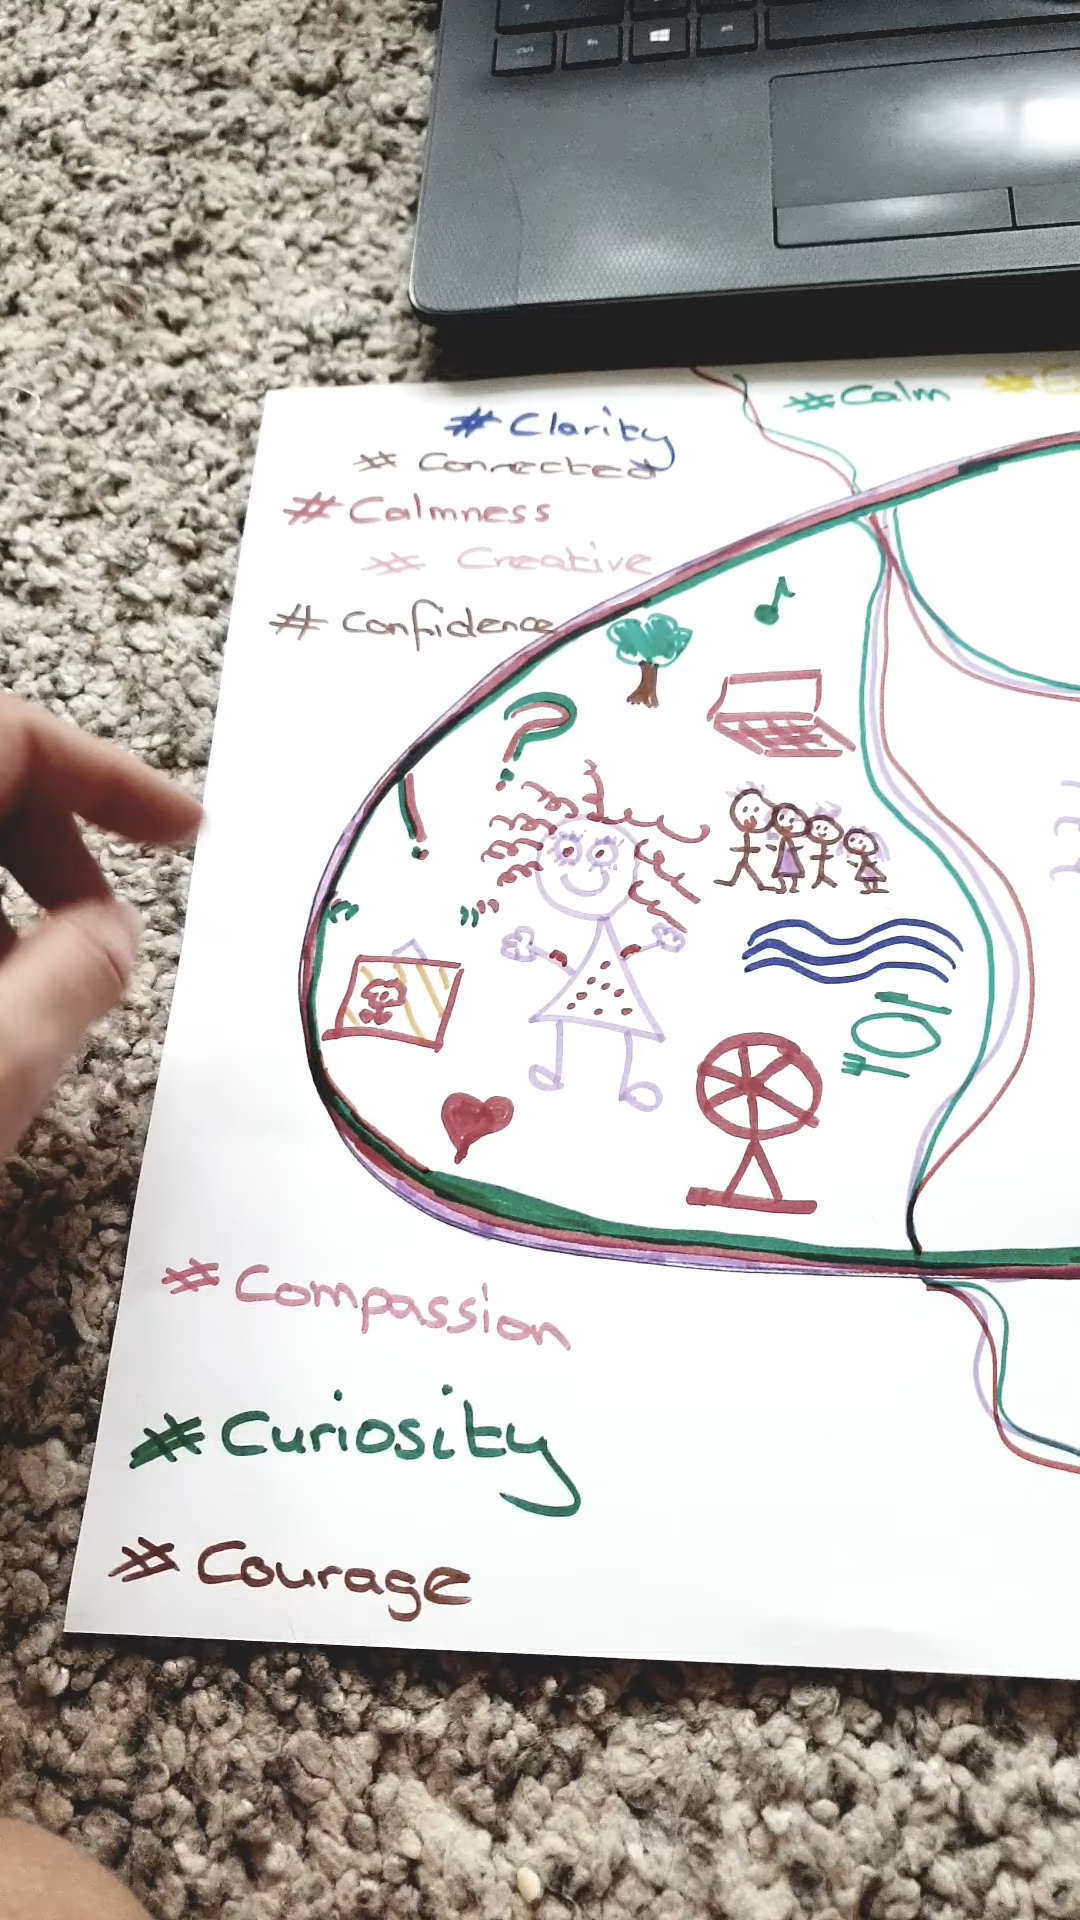 # Clarity
# Calm
# Connected
# Calmness
# Creative
# Confidence
?
!
# Compassion
# Curiosity
# Courage